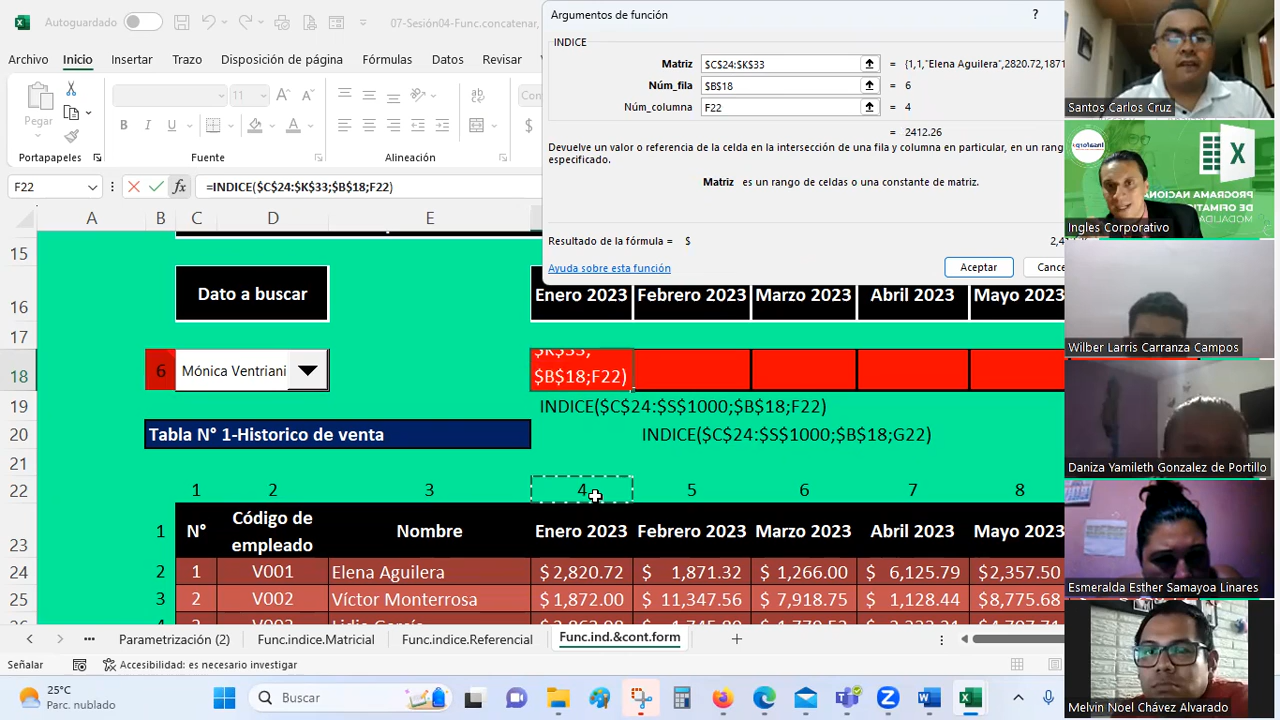 Autoguardado
07-Sesión04-Func.concatenar,
Archivo Inicio Insertar Trazo Disposición de página Fórmulas Datos Revisar
Pegar
11
Portapapeles Fuente Alineación
F22 =INDICE($C$24:$K$33;$B$18;F22)
Argumentos de función ?
INDICE
Matriz $C$24:$K$33 = {1,1,"Elena Aguilera",2820.72,1871
Núm_fila $B$18 = 6
Núm_columna F22 = 4
= 2412.26
Devuelve un valor o referencia de la celda en la intersección de una fila y columna en particular, en un rang
especificado.
Matriz es un rango de celdas o una constante de matriz.
Resultado de la fórmula = $ 2,4
Ayuda sobre esta función Aceptar Cance
A B C D E
15
16 Dato a buscar Enero 2023 Febrero 2023 Marzo 2023 Abril 2023 Mayo 2023
17
18 6 Mónica Ventriani $K$33;
$B$18;F22)
19 INDICE($C$24:$S$1000;$B$18;F22)
20 Tabla N° 1-Historico de venta INDICE($C$24:$S$1000;$B$18;G22)
21
22 1 2 3 4 5 6 7 8
23 1 N° Código de empleado Nombre Enero 2023 Febrero 2023 Marzo 2023 Abril 2023 Mayo 2023
24 2 1 V001 Elena Aguilera $2,820.72 $ 1,871.32 $ 1,266.00 $ 6,125.79 $2,357.50
25 3 2 V002 Víctor Monterrosa $1,872.00 $ 11,347.56 $ 7,918.75 $ 1,128.44 $8,775.68
Parametrización (2) Func.indice.Matricial Func.indice.Referencial Func.ind.&cont.form
Señalar Accesibilidad: es necesario investigar
25°C
Parc. nublado
Buscar
Santos Carlos Cruz
PROGRAMA NACIONAL
DE OFIMATICA
MODALIDAD
Ingles Corporativo
Wilber Larris Carranza Campos
Daniza Yamileth Gonzalez de Portillo
Esmeralda Esther Samayoa Linares
Melvin Noel Chávez Alvarado